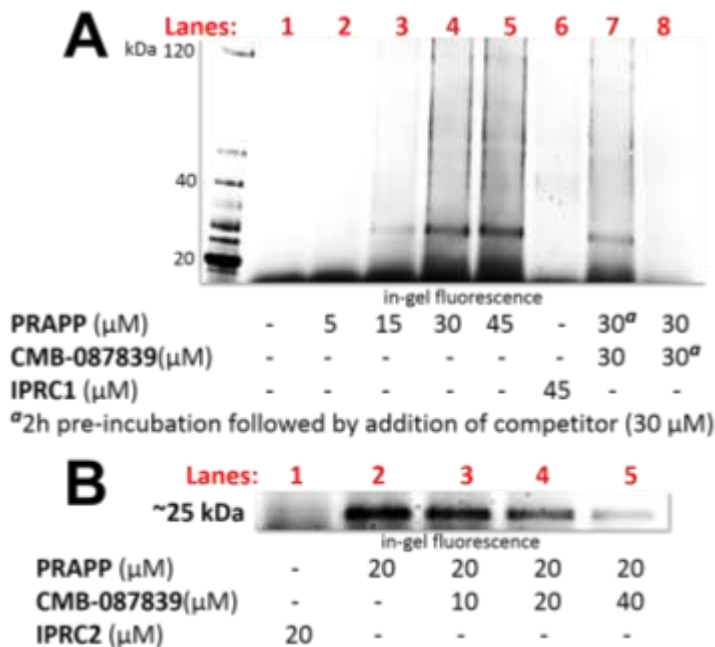 A
Lanes: 1 2 3 4 5 6 7 8
kDa 120
40
20
in-gel fluorescence
PRAPP (μM) - 5 15 30 45 - 30ᵃ 30
CMB-087839(μM) - - - - - - 30 30ᵃ
IPRC1 (μM) - - - - - 45 - -
ᵃ2h pre-incubation followed by addition of competitor (30 μM)
B
Lanes: 1 2 3 4 5
~25 kDa
in-gel fluorescence
PRAPP (μM) - 20 20 20 20
CMB-087839(μM) - - 10 20 40
IPRC2 (μM) 20 - - - -